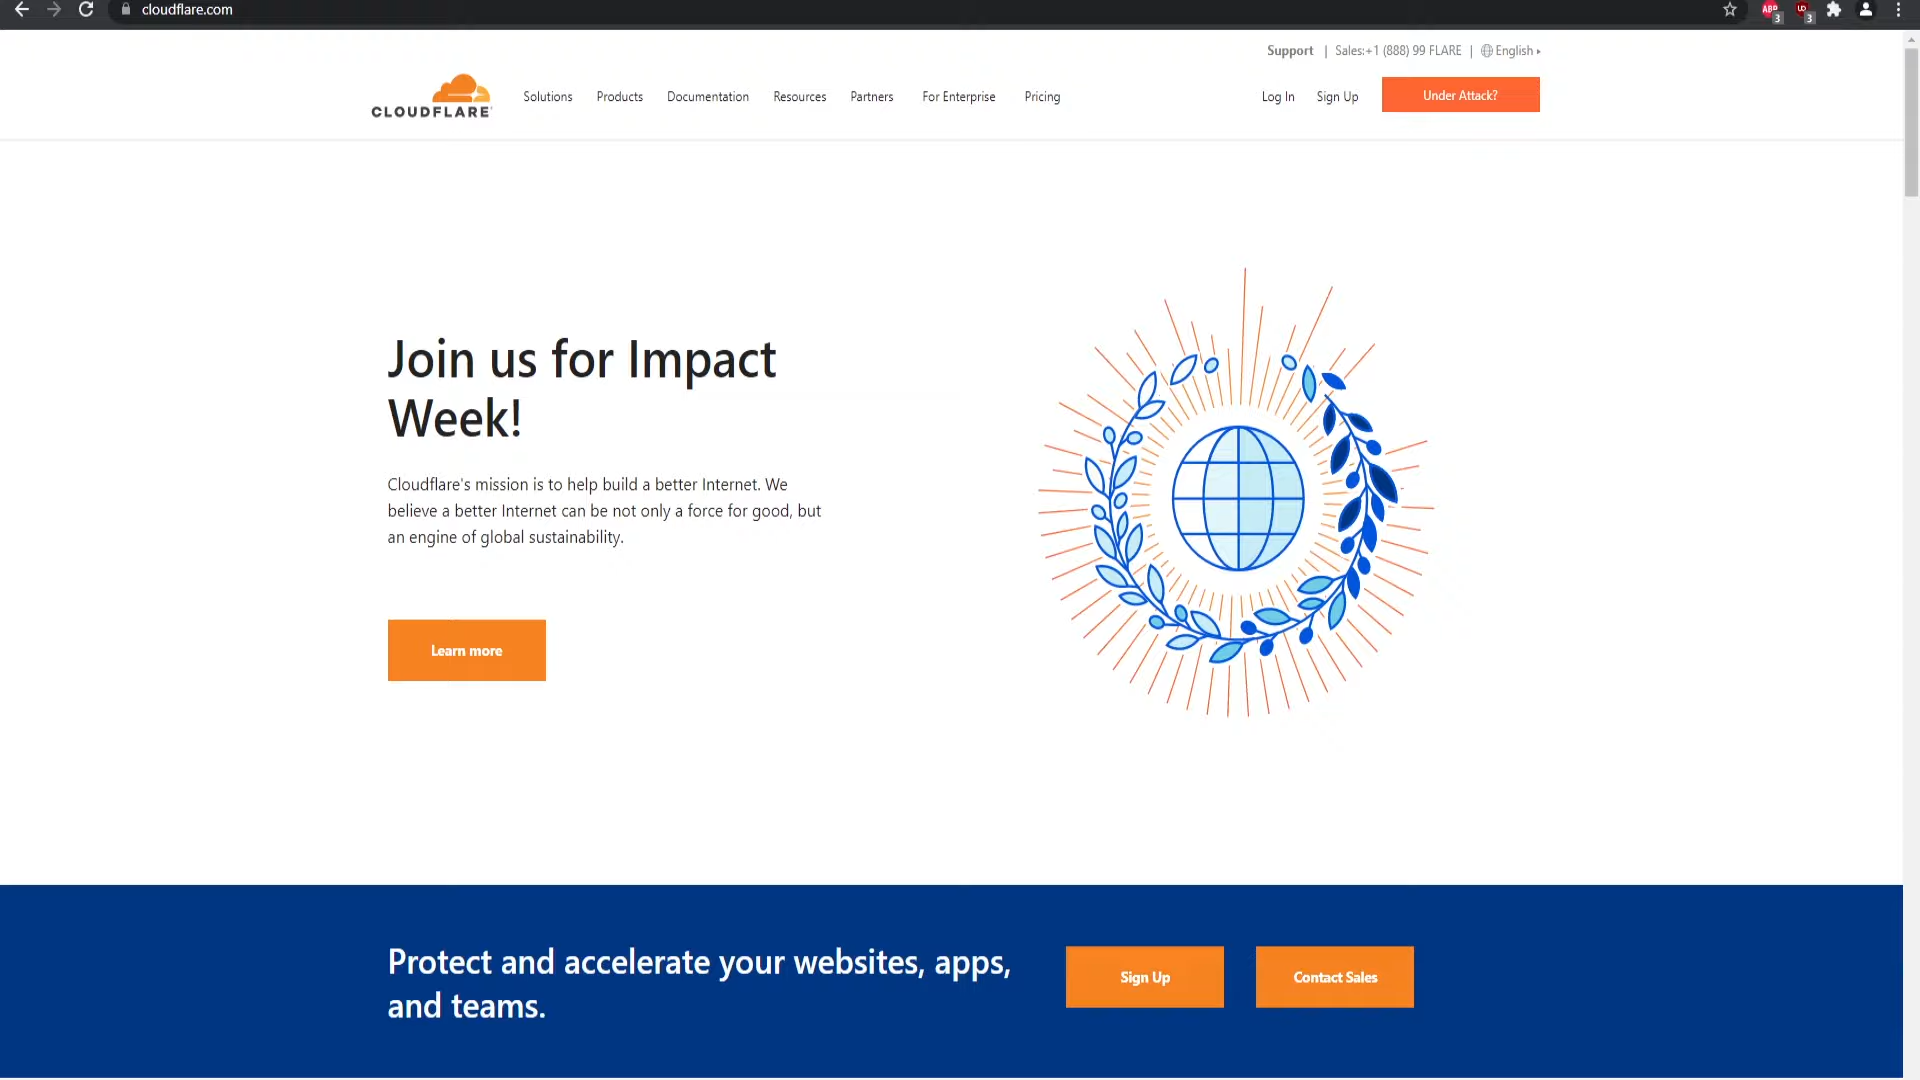 cloudflare.com
ABP
3
3
Support | Sales:+1 (888) 99 FLARE | English
CLOUDFLARE
Solutions Products Documentation Resources Partners For Enterprise Pricing Log In Sign Up Under Attack?
Join us for Impact
Week!
Cloudflare's mission is to help build a better Internet. We
believe a better Internet can be not only a force for good, but
an engine of global sustainability.
Learn more
Protect and accelerate your websites, apps,
and teams.
Sign Up
Contact Sales